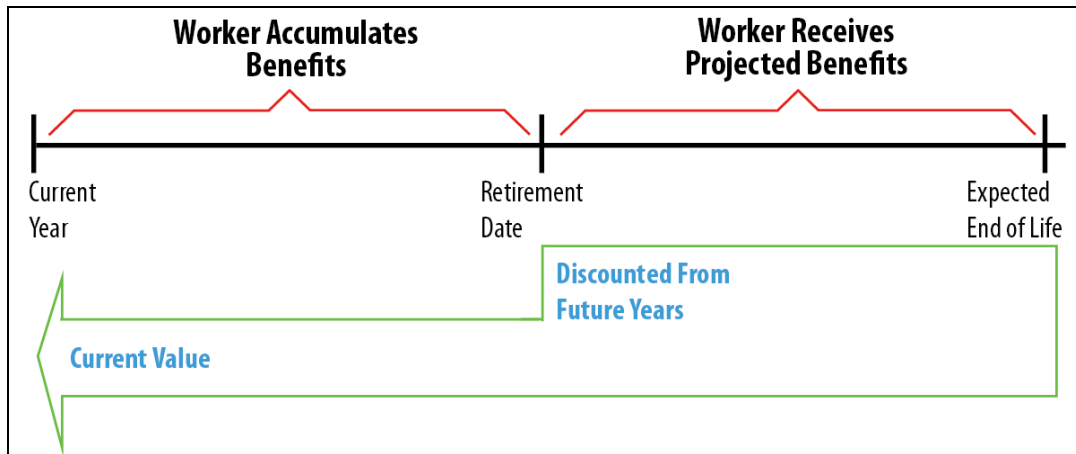 Worker Accumulates
Benefits
Worker Receives
Projected Benefits
Current
Year
Retirement
Date
Expected
End of Life
Discounted From
Future Years
Current Value